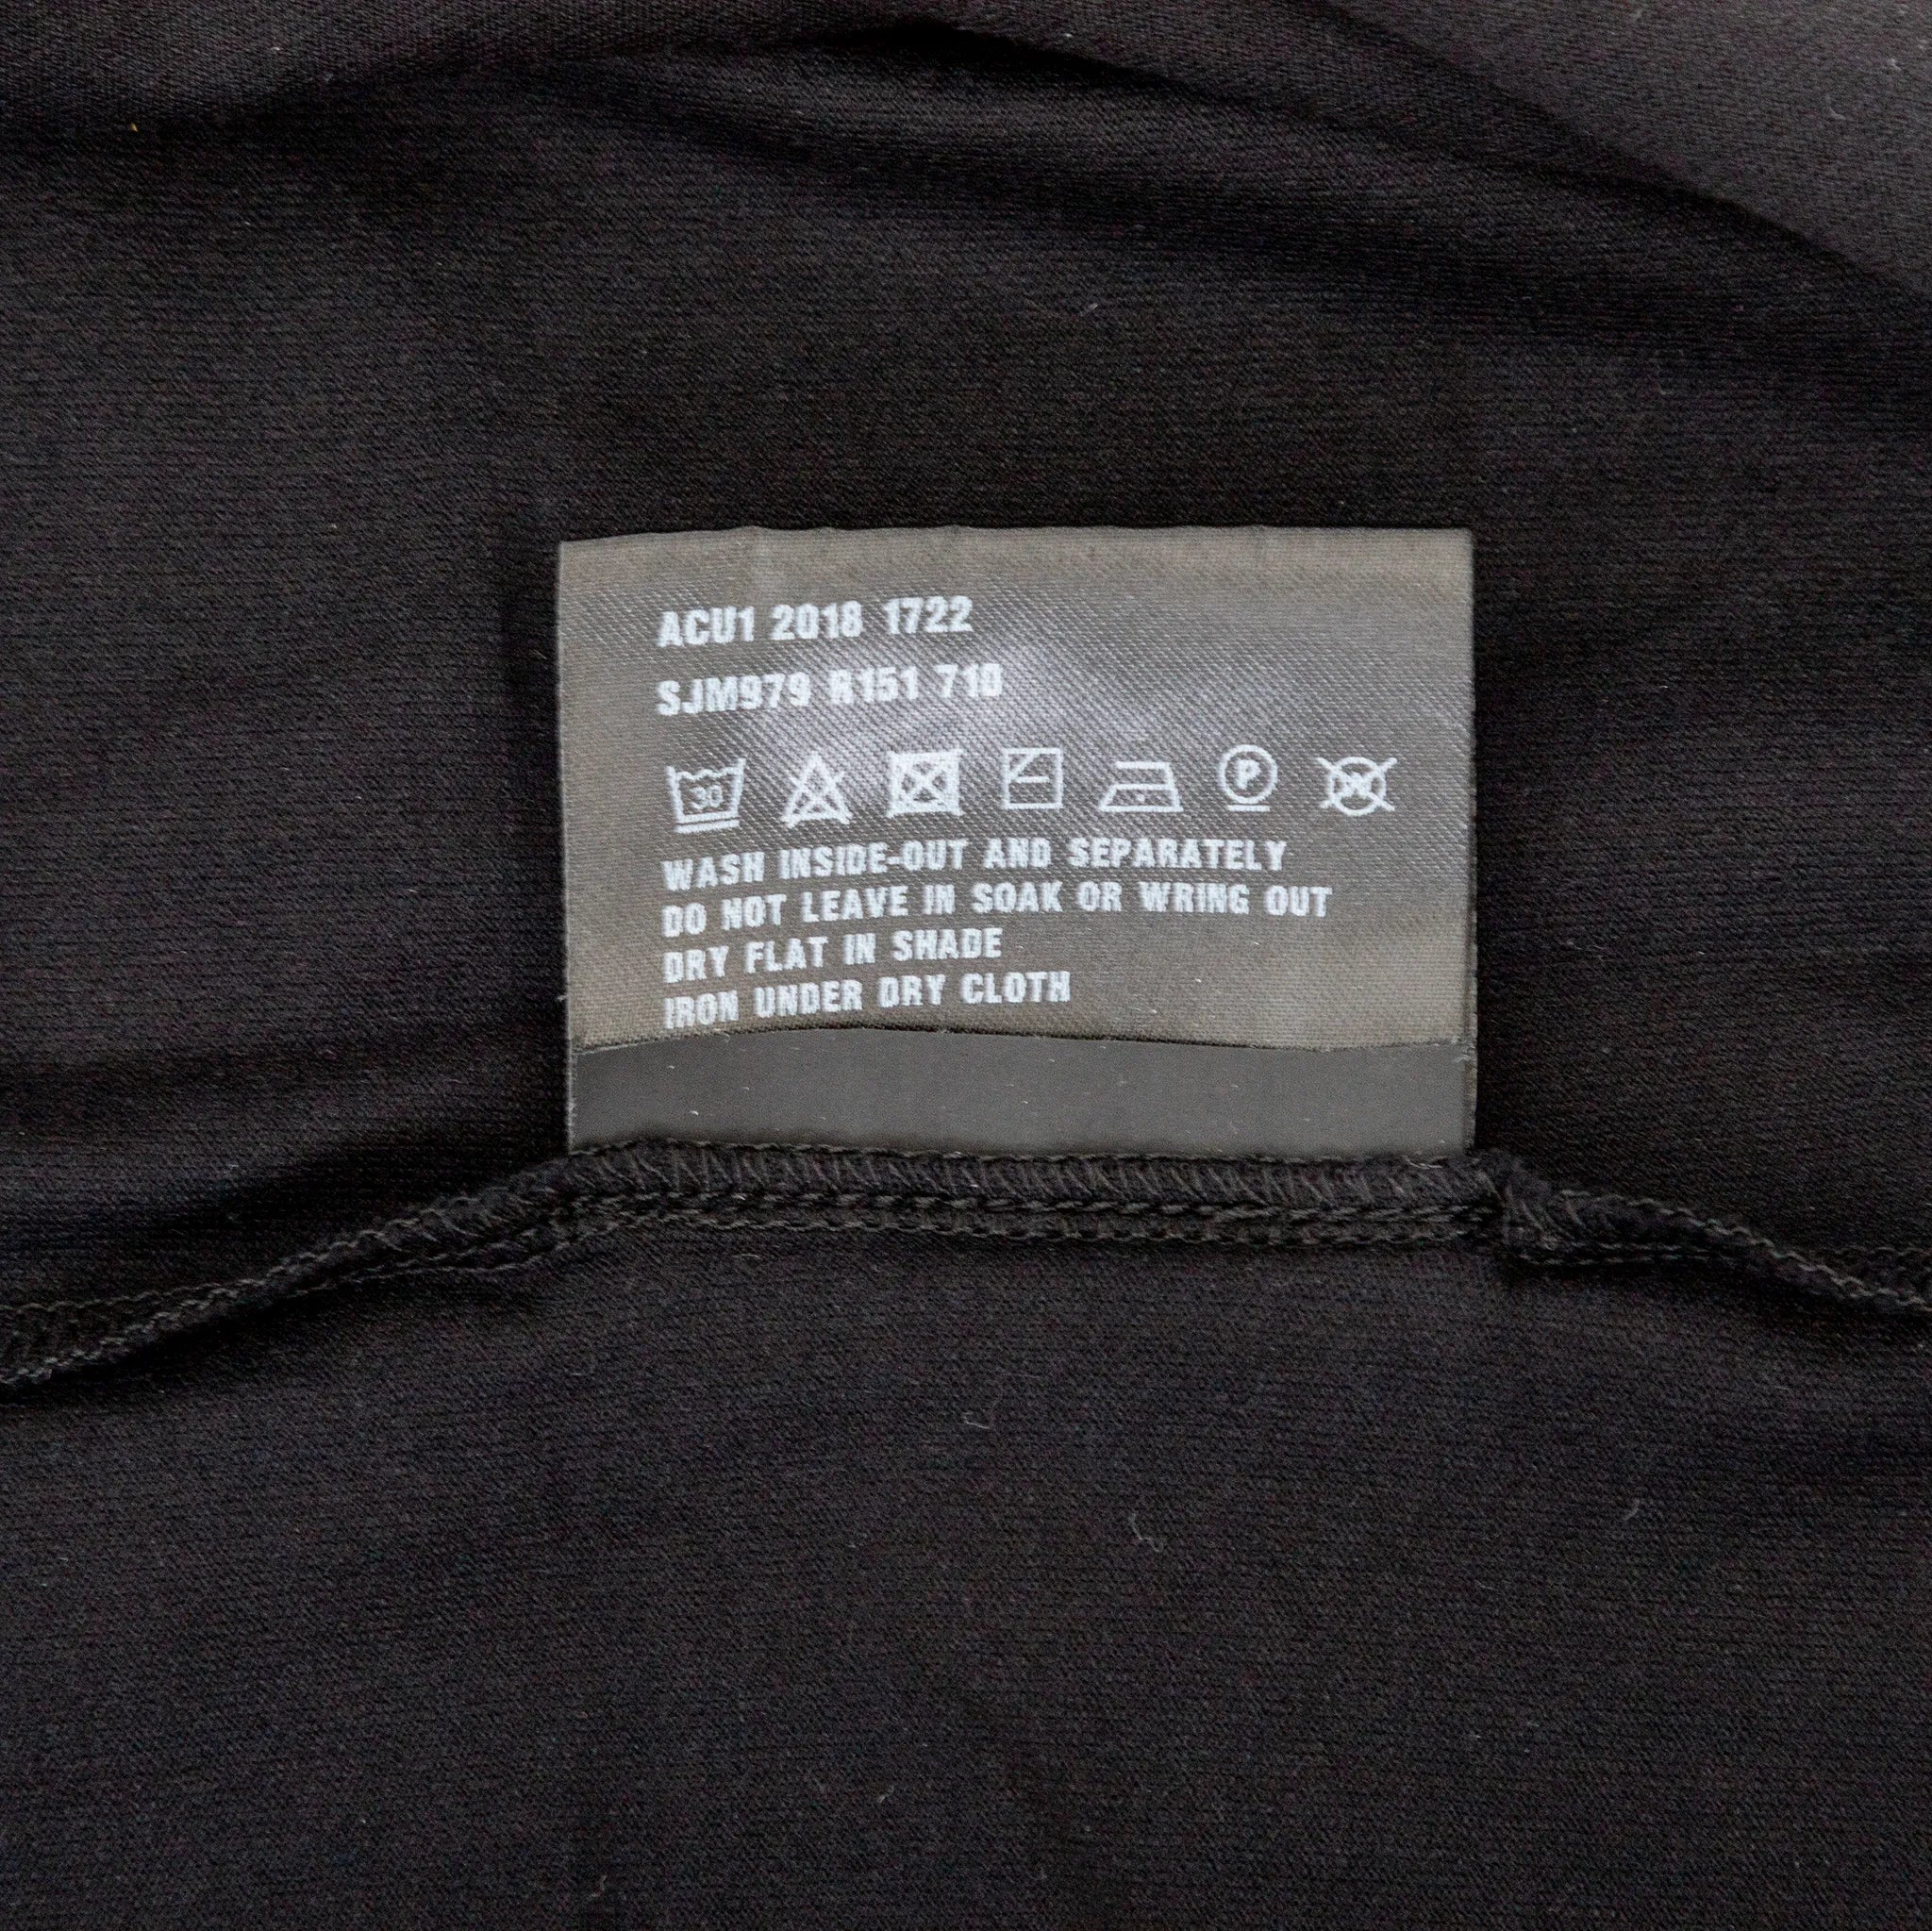 ACU1 2018 1722
SJM979 R151 710
30
P
W
WASH INSIDE-OUT AND SEPARATELY
DO NOT LEAVE IN SOAK OR WRING OUT
DRY FLAT IN SHADE
IRON UNDER DRY CLOTH